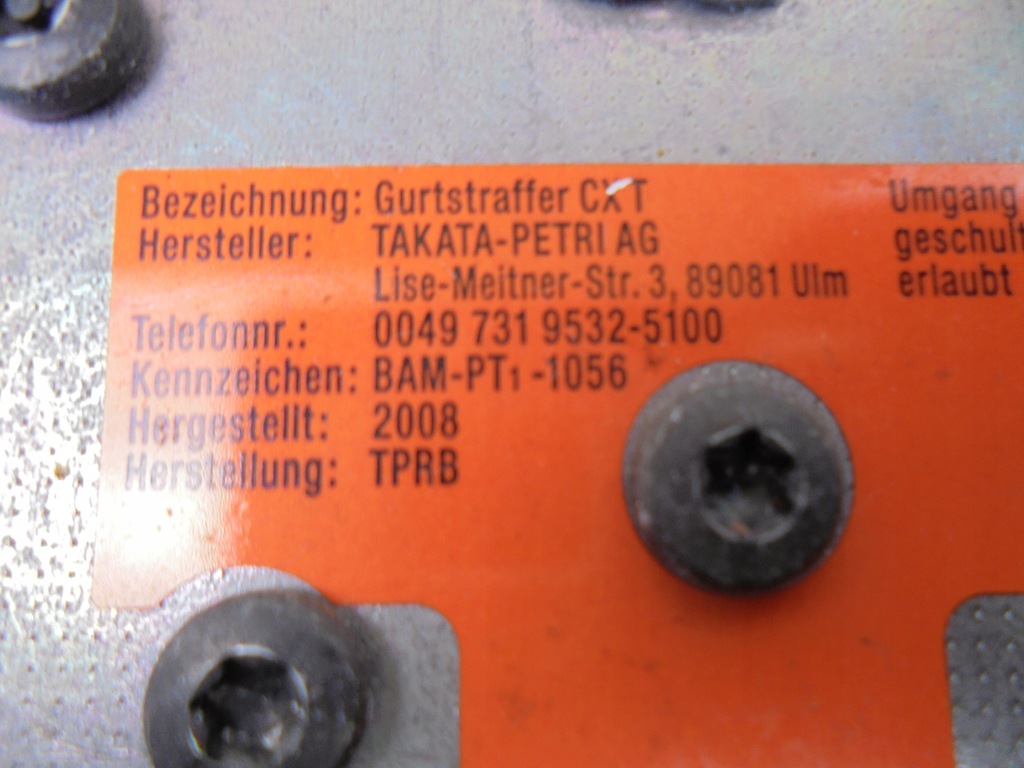 Bezeichnung: Gurtstraffer CXT
Hersteller: TAKATA-PETRI AG
Lise-Meitner-Str. 3, 89081 Ulm
Telefonnr.: 0049 731 9532-5100
Kennzeichen: BAM-PT1-1056
Hergestellt: 2008
Herstellung: TPRB
Umgang
geschult
erlaubt